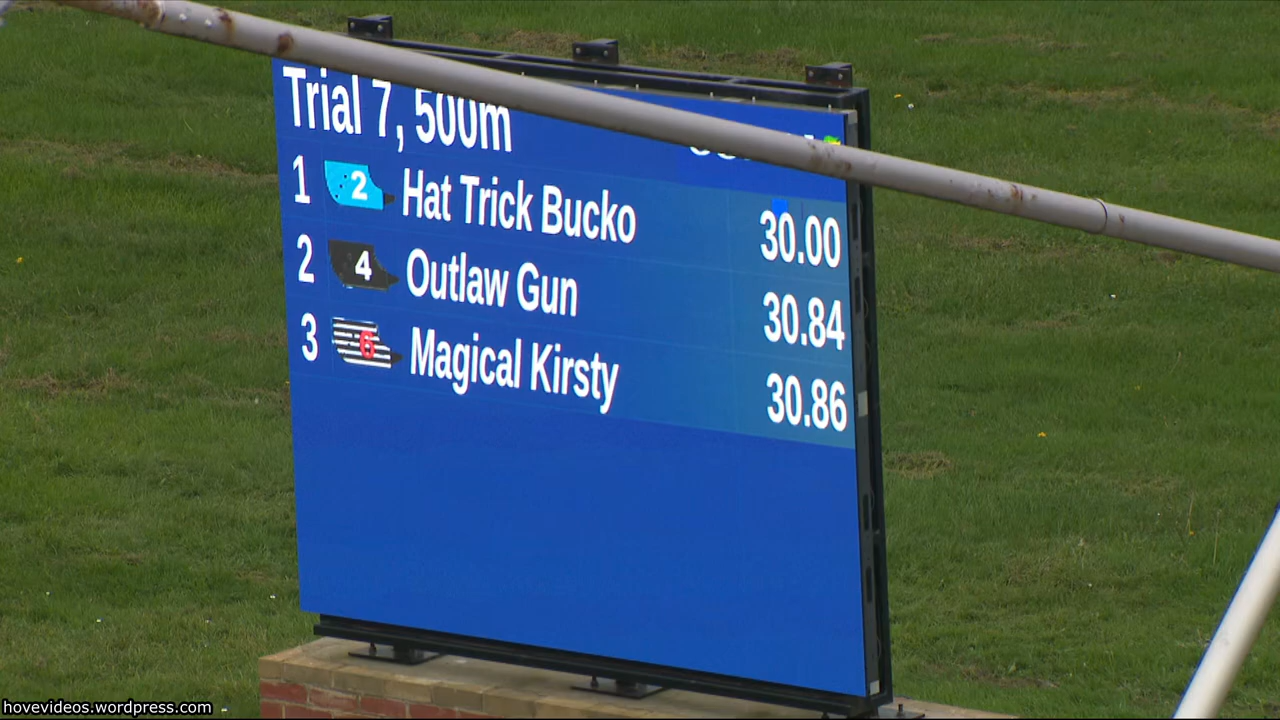 Trial 7, 500m
1 2 Hat Trick Bucko 30.00
2 4 Outlaw Gun 30.84
3 6 Magical Kirsty 30.86
hovevideos.wordpress.com